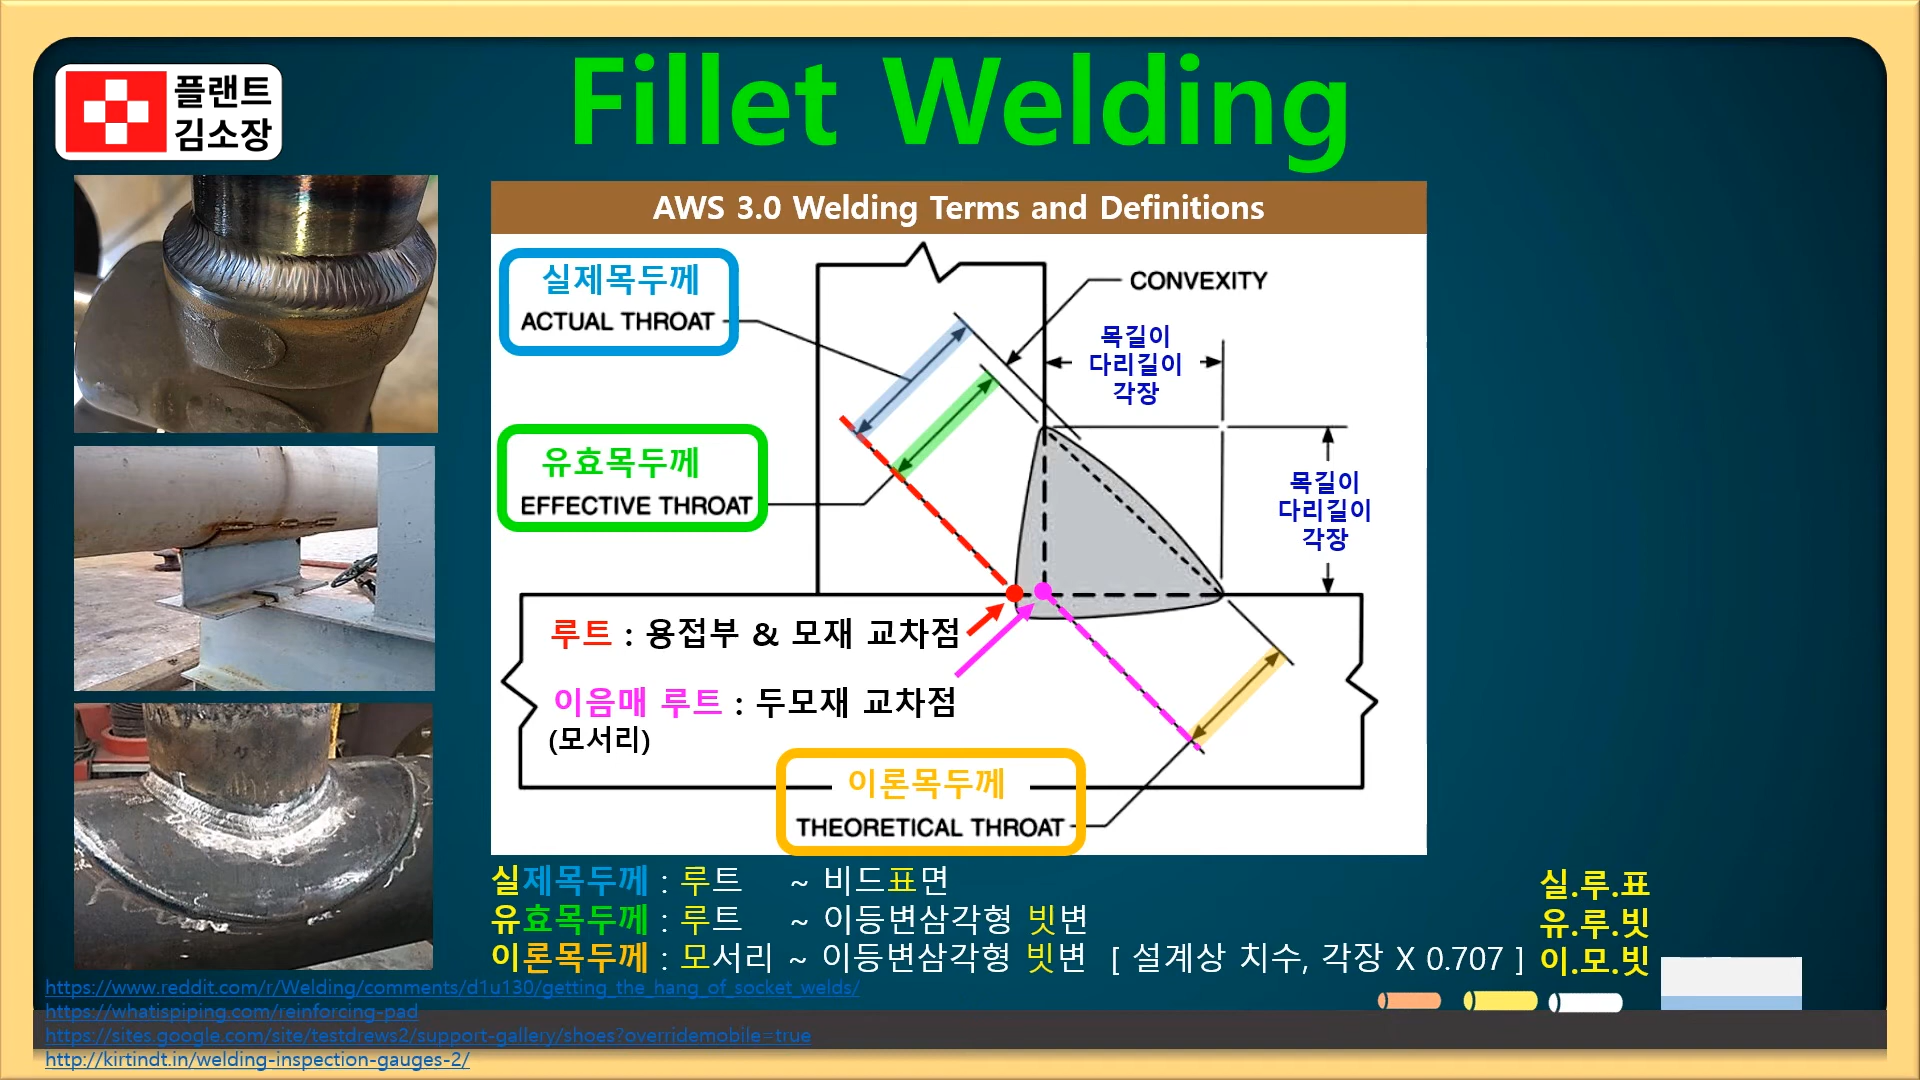 플랜트
김소장
Fillet Welding
AWS 3.0 Welding Terms and Definitions
실제목두께
ACTUAL THROAT
CONVEXITY
목길이
다리길이
각장
유효목두께
EFFECTIVE THROAT
목길이
다리길이
각장
루트 : 용접부 & 모재 교차점
이음매 루트 : 두모재 교차점
(모서리)
이론목두께
THEORETICAL THROAT
실제목두께 : 루트 ~ 비드표면
실.루.표
유효목두께 : 루트 ~ 이등변삼각형 빗변
유.루.빗
이론목두께 : 모서리 ~ 이등변삼각형 빗변 [ 설계상 치수, 각장 X 0.707 ]
이.모.빗
https://www.reddit.com/r/Welding/comments/d1u130/getting_the_hang_of_socket_welds/
https://whatispiping.com/reinforcing-pad
https://sites.google.com/site/testdrews2/support-gallery/shoes?overridemobile=true
http://kirtindt.in/welding-inspection-gauges-2/